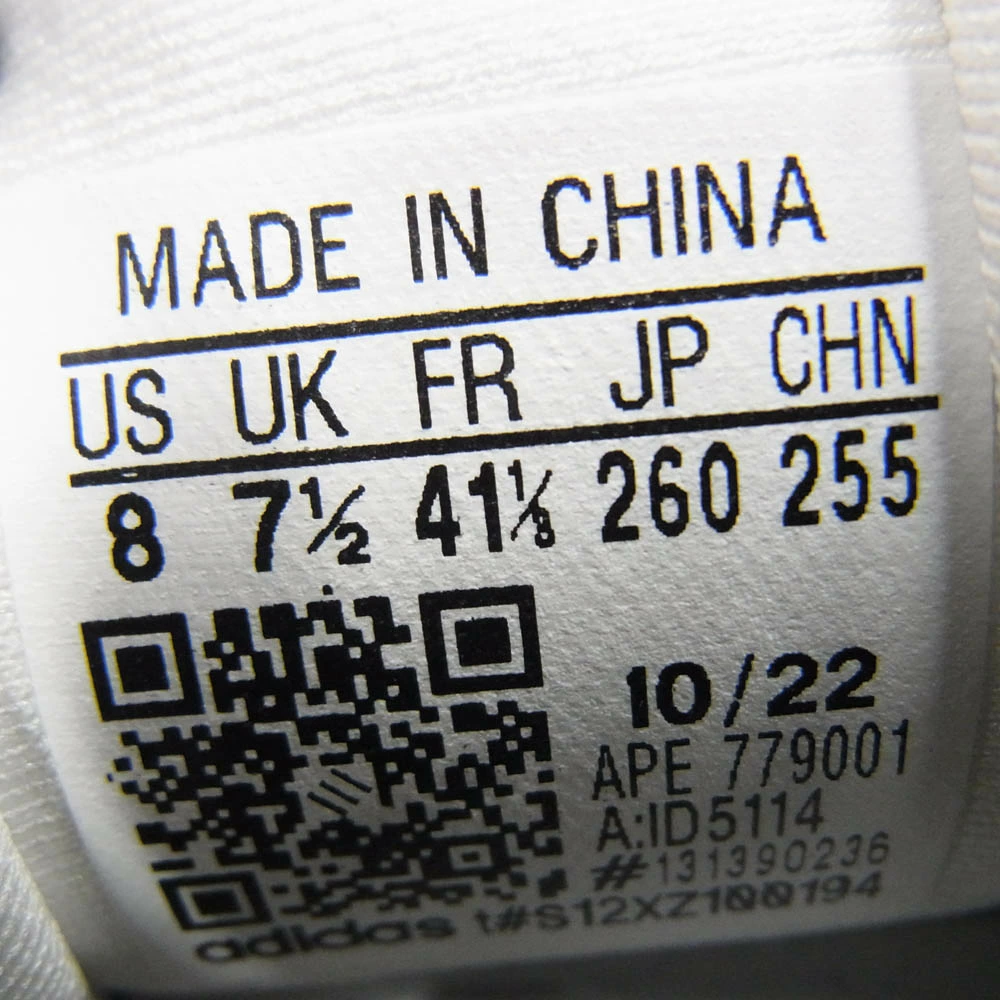 MADE IN CHINA
US UK FR JP CHN
8 7½ 41⅓ 260 255
10/22
APE 779001
A:ID5114
#131390236
adidas t#S12XZ100194